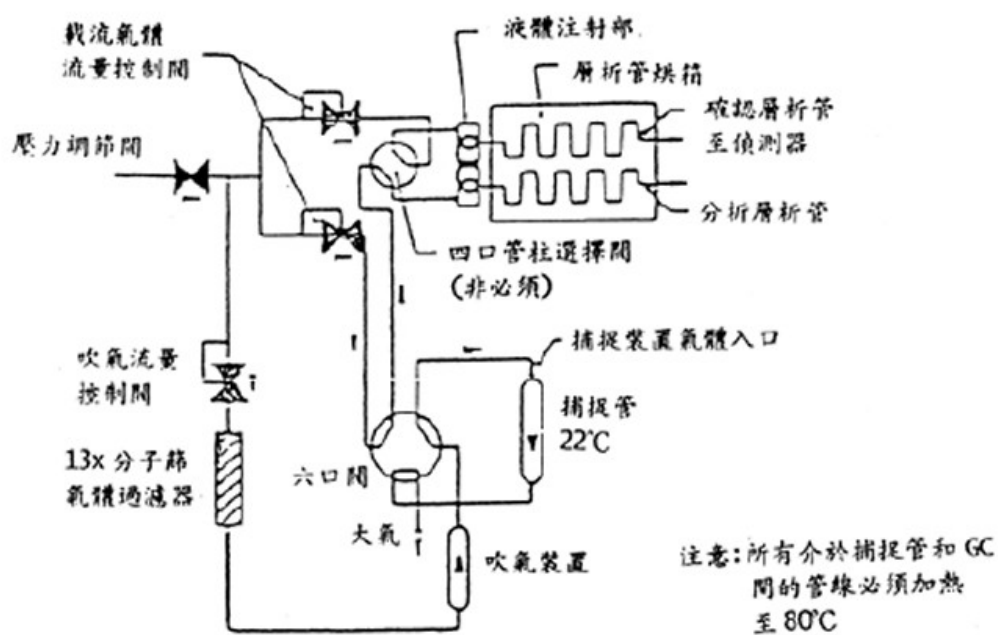 載流氣體
流量控制閥
壓力調節閥
液體注射部
層析管烘箱
確認層析管
至偵測器
分析層析管
四口管柱選擇閥
(非必須)
吹氣流量
控制閥
捕捉裝置氣體入口
捕捉管
22℃
13x 分子篩
氣體過濾器
六口閥
大氣
吹氣裝置
注意:所有介於捕捉管和 GC
間的管線必須加熱
至 80℃